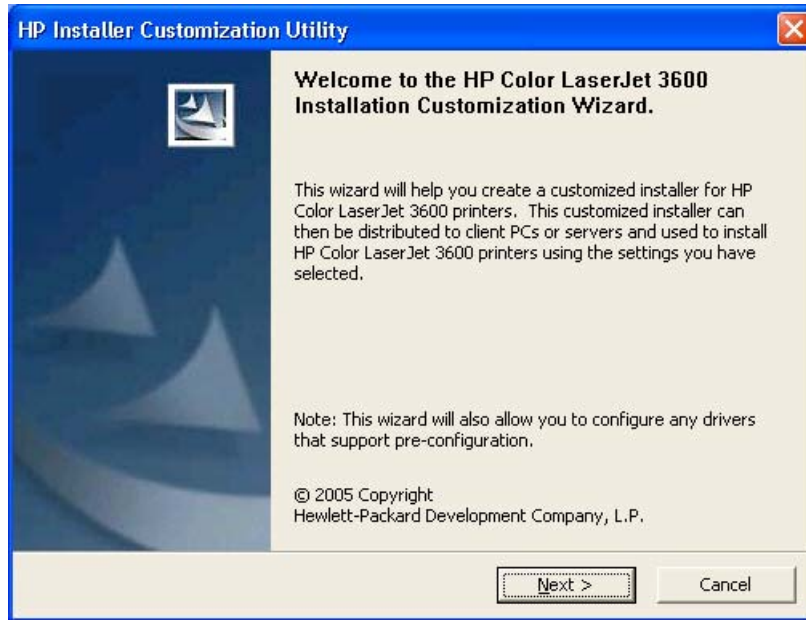 HP Installer Customization Utility
Welcome to the HP Color LaserJet 3600
Installation Customization Wizard.
This wizard will help you create a customized installer for HP
Color LaserJet 3600 printers. This customized installer can
then be distributed to client PCs or servers and used to install
HP Color LaserJet 3600 printers using the settings you have
selected.
Note: This wizard will also allow you to configure any drivers
that support pre-configuration.
© 2005 Copyright
Hewlett-Packard Development Company, L.P.
Next >
Cancel